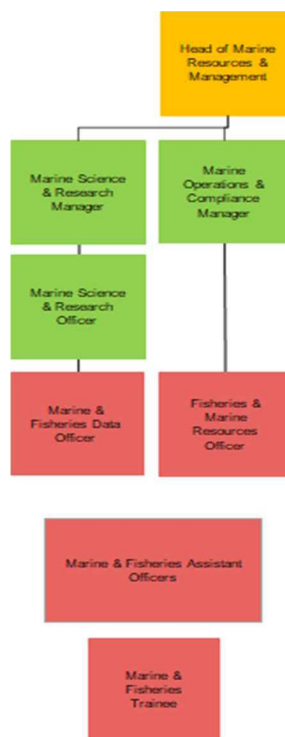 Head of Marine
Resources &
Management
Marine Science
& Research
Manager
Marine
Operations &
Compliance
Manager
Marine Science
& Research
Officer
Marine &
Fisheries Data
Officer
Fisheries &
Marine
Resources
Officer
Marine & Fisheries Assistant
Officers
Marine &
Fisheries
Trainee